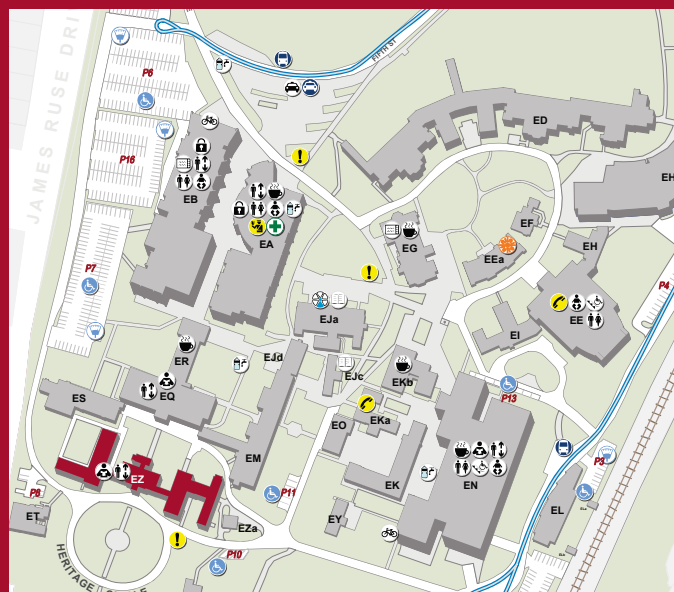 JAMES RUSE DRI
FIFTH ST
P6
P16
EB
EA
ED
EH
EG
EF
EEa
EH
P7
P4
EE
EJa
EI
ER
EJd
EJc
EKb
ES
EQ
P13
EKa
EO
EM
EZ
EK
EN
P3
P8
P11
EL
ET
EZa
EY
P10
HERITAGE